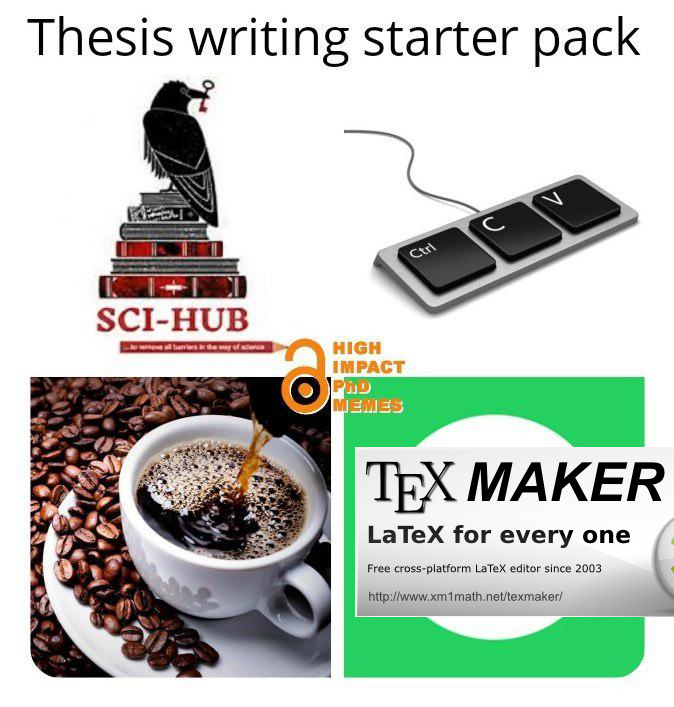 Thesis writing starter pack
SCI-HUB
...to remove all barriers in the way of science
Ctrl
C
V
HIGH
IMPACT
PhD
MEMES
TEX MAKER
LaTeX for every one
Free cross-platform LaTeX editor since 2003
http://www.xm1math.net/texmaker/